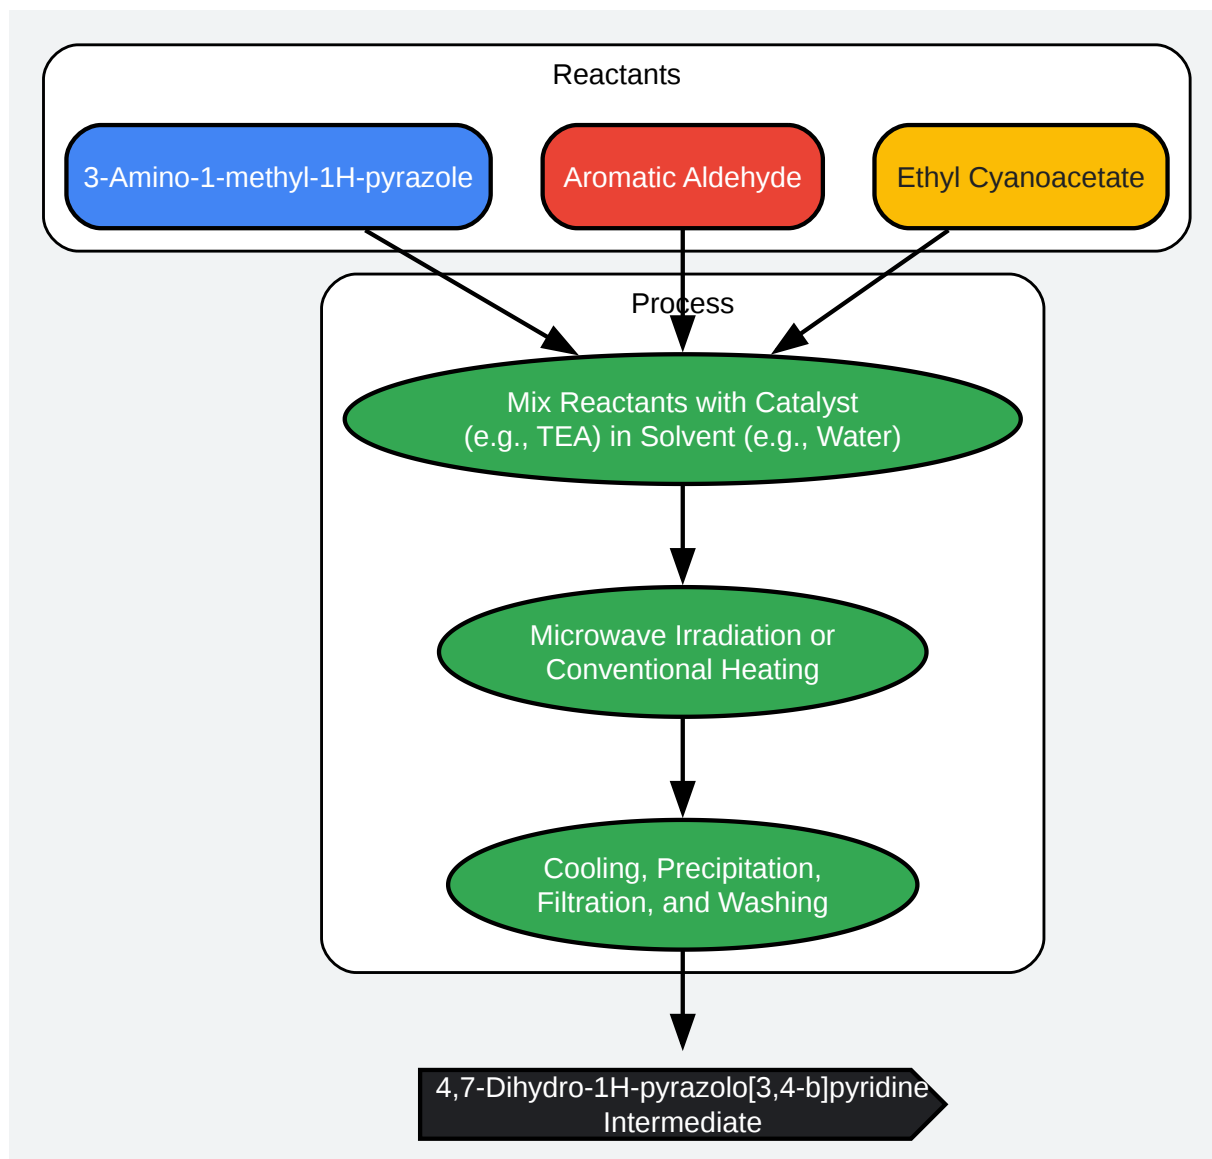 Reactants
3-Amino-1-methyl-1H-pyrazole
Aromatic Aldehyde
Ethyl Cyanoacetate
Process
Mix Reactants with Catalyst
(e.g., TEA) in Solvent (e.g., Water)
Microwave Irradiation or
Conventional Heating
Cooling, Precipitation,
Filtration, and Washing
4,7-Dihydro-1H-pyrazolo[3,4-b]pyridine
Intermediate